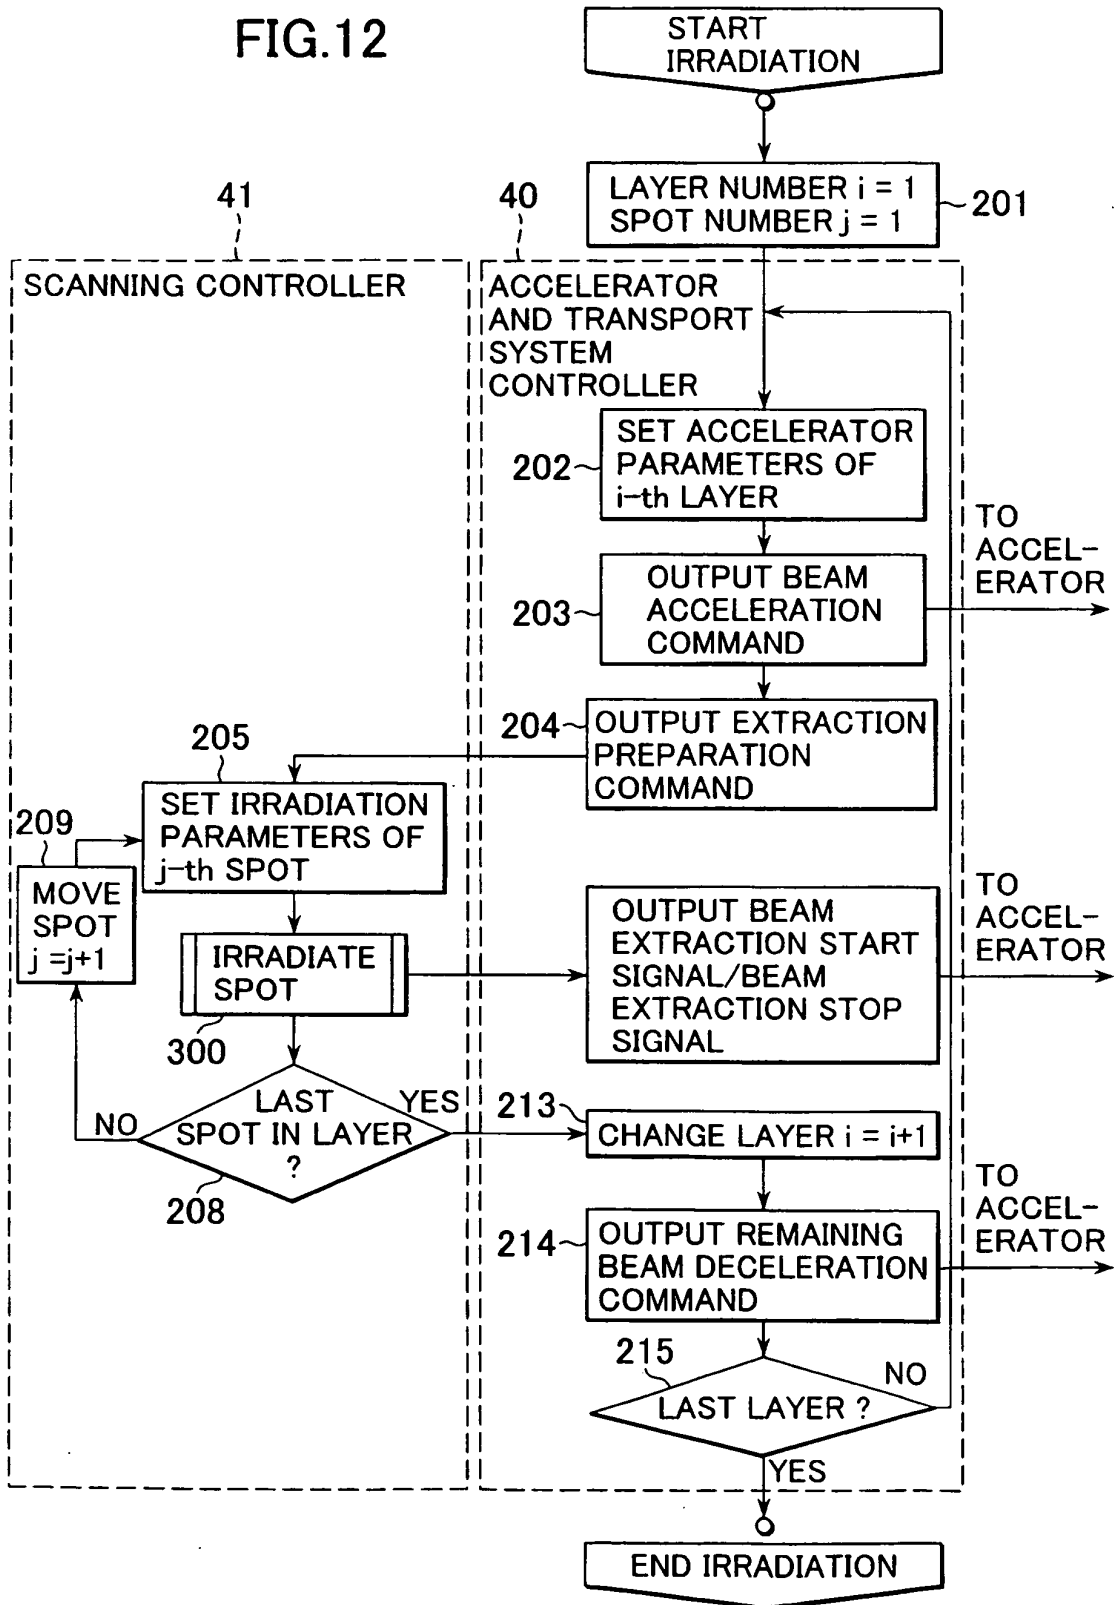 FIG.12
START
IRRADIATION
LAYER NUMBER i = 1
SPOT NUMBER j = 1
201
41
40
SCANNING CONTROLLER
ACCELERATOR
AND TRANSPORT
SYSTEM
CONTROLLER
202
SET ACCELERATOR
PARAMETERS OF
i-th LAYER
TO
ACCEL-
ERATOR
203
OUTPUT BEAM
ACCELERATION
COMMAND
204
OUTPUT EXTRACTION
PREPARATION
COMMAND
205
SET IRRADIATION
PARAMETERS OF
j-th SPOT
209
MOVE
SPOT
j =j+1
IRRADIATE
SPOT
300
OUTPUT BEAM
EXTRACTION START
SIGNAL/BEAM
EXTRACTION STOP
SIGNAL
TO
ACCEL-
ERATOR
LAST
SPOT IN LAYER
?
NO
YES
208
213
CHANGE LAYER i = i+1
214
OUTPUT REMAINING
BEAM DECELERATION
COMMAND
TO
ACCEL-
ERATOR
215
LAST LAYER ?
NO
YES
END IRRADIATION